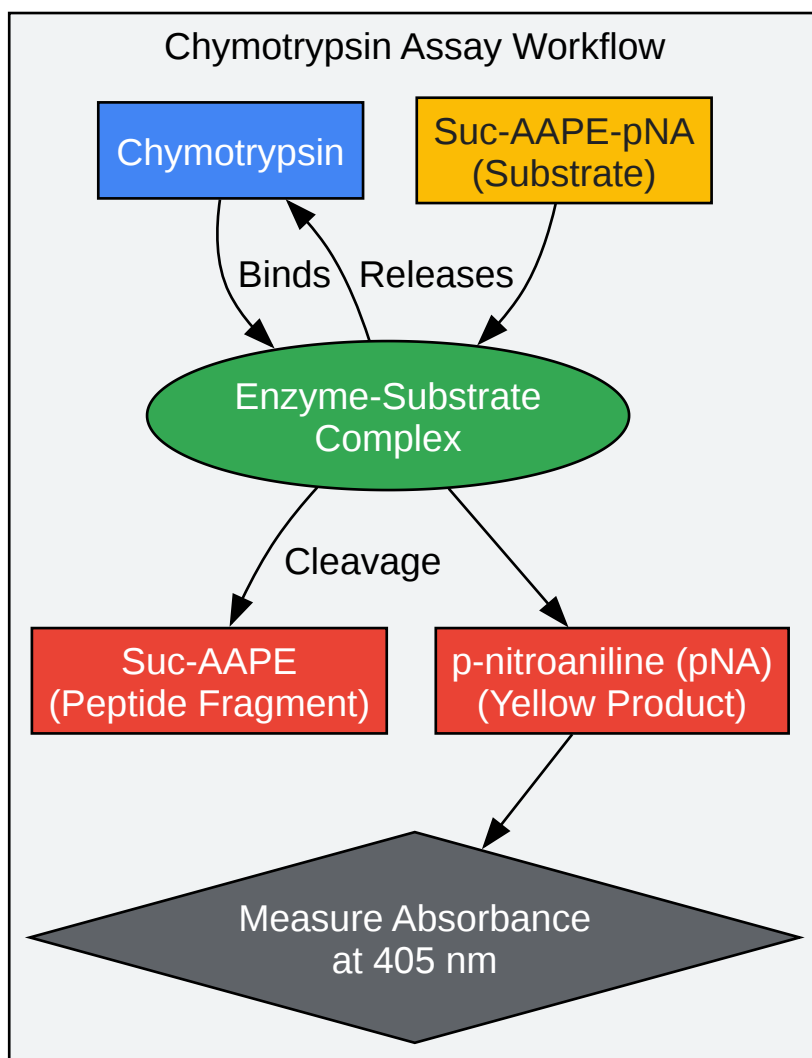 Chymotrypsin Assay Workflow
Chymotrypsin
Suc-AAPE-pNA
(Substrate)
Binds
Releases
Enzyme-Substrate
Complex
Cleavage
Suc-AAPE
(Peptide Fragment)
p-nitroaniline (pNA)
(Yellow Product)
Measure Absorbance
at 405 nm